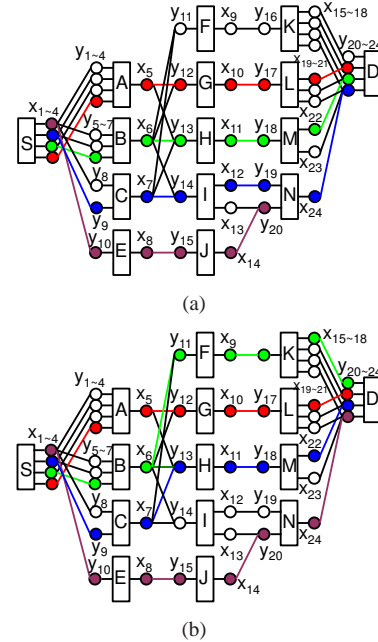 y11 F x9 y16 K x15~18
y1~4 y20~24
x5 y12 x10 y17 x19~21
A G L D
x1~4 y5~7 x6 y13 x11 y18 x22
S B H M
y8 x7 y14 x12 y19 x23
C I N
y9 x13 y20 x24
y10 E x8 y15 J x14
(a)
y11 F x9 K x15~18
y1~4 y20~24
x5 y12 x10 y17 x19~21
A G L D
x1~4 y5~7 x6 y13 x11 y18 x22
S B H M
y8 x7 y14 x12 y19 x23
C I N
y9 x13 y20 x24
y10 E x8 y15 J x14
(b)